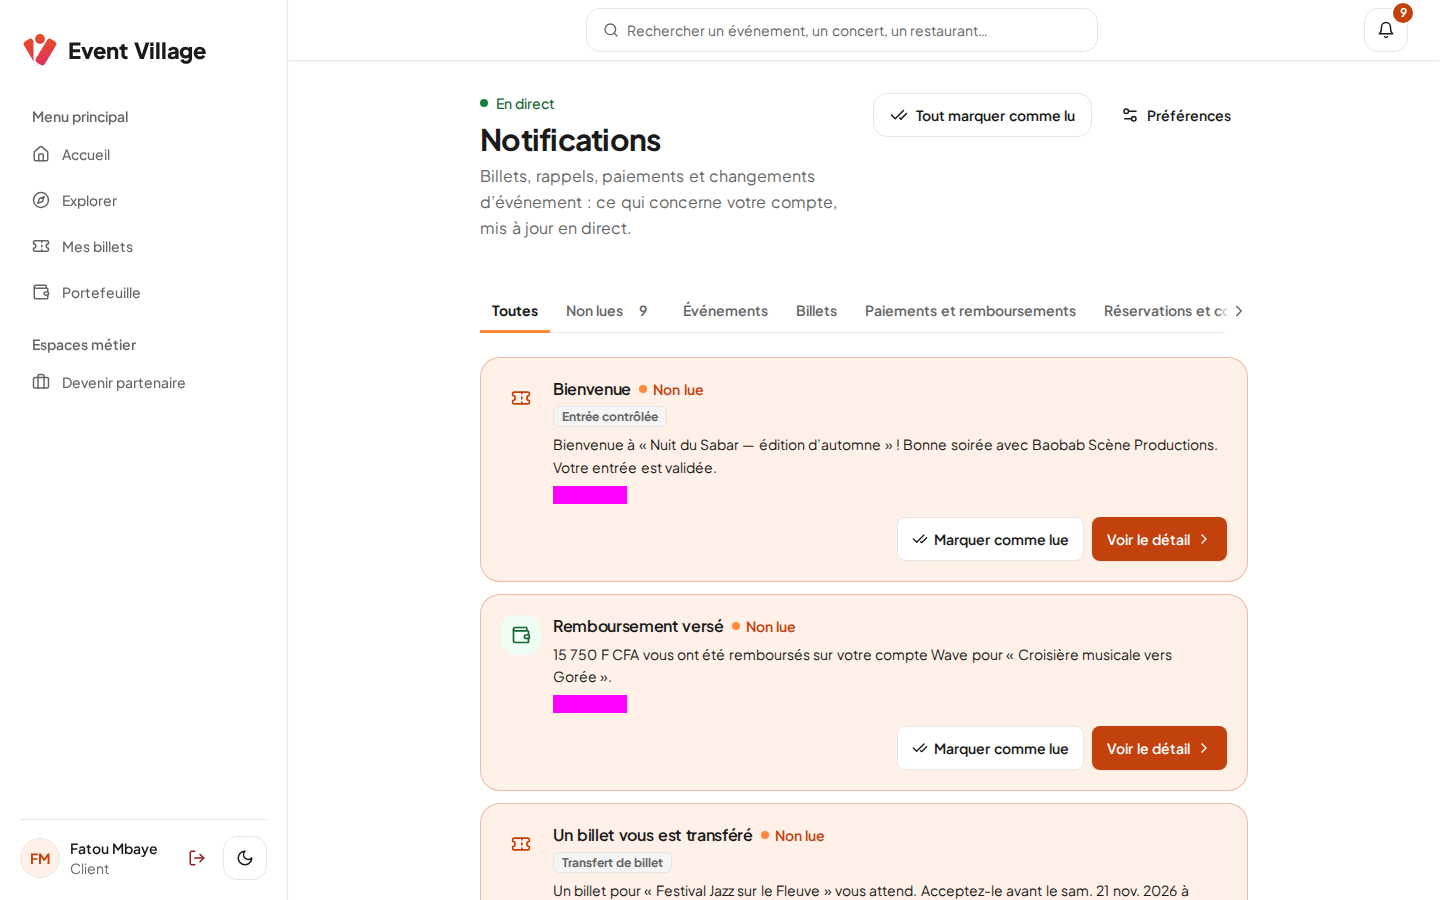 Event Village
Rechercher un événement, un concert, un restaurant…
9
Menu principal
Accueil
Explorer
Mes billets
Portefeuille
Espaces métier
Devenir partenaire
FM
Fatou Mbaye
Client
En direct
Notifications
Billets, rappels, paiements et changements
d’événement : ce qui concerne votre compte,
mis à jour en direct.
Tout marquer comme lu
Préférences
Toutes
Non lues 9
Événements
Billets
Paiements et remboursements
Réservations et
Bienvenue Non lue
Entrée contrôlée
Bienvenue à « Nuit du Sabar — édition d’automne » ! Bonne soirée avec Baobab Scène Productions.
Votre entrée est validée.
Marquer comme lue
Voir le détail
Remboursement versé Non lue
15 750 F CFA vous ont été remboursés sur votre compte Wave pour « Croisière musicale vers
Gorée ».
Marquer comme lue
Voir le détail
Un billet vous est transféré Non lue
Transfert de billet
Un billet pour « Festival Jazz sur le Fleuve » vous attend. Acceptez-le avant le sam. 21 nov. 2026 à